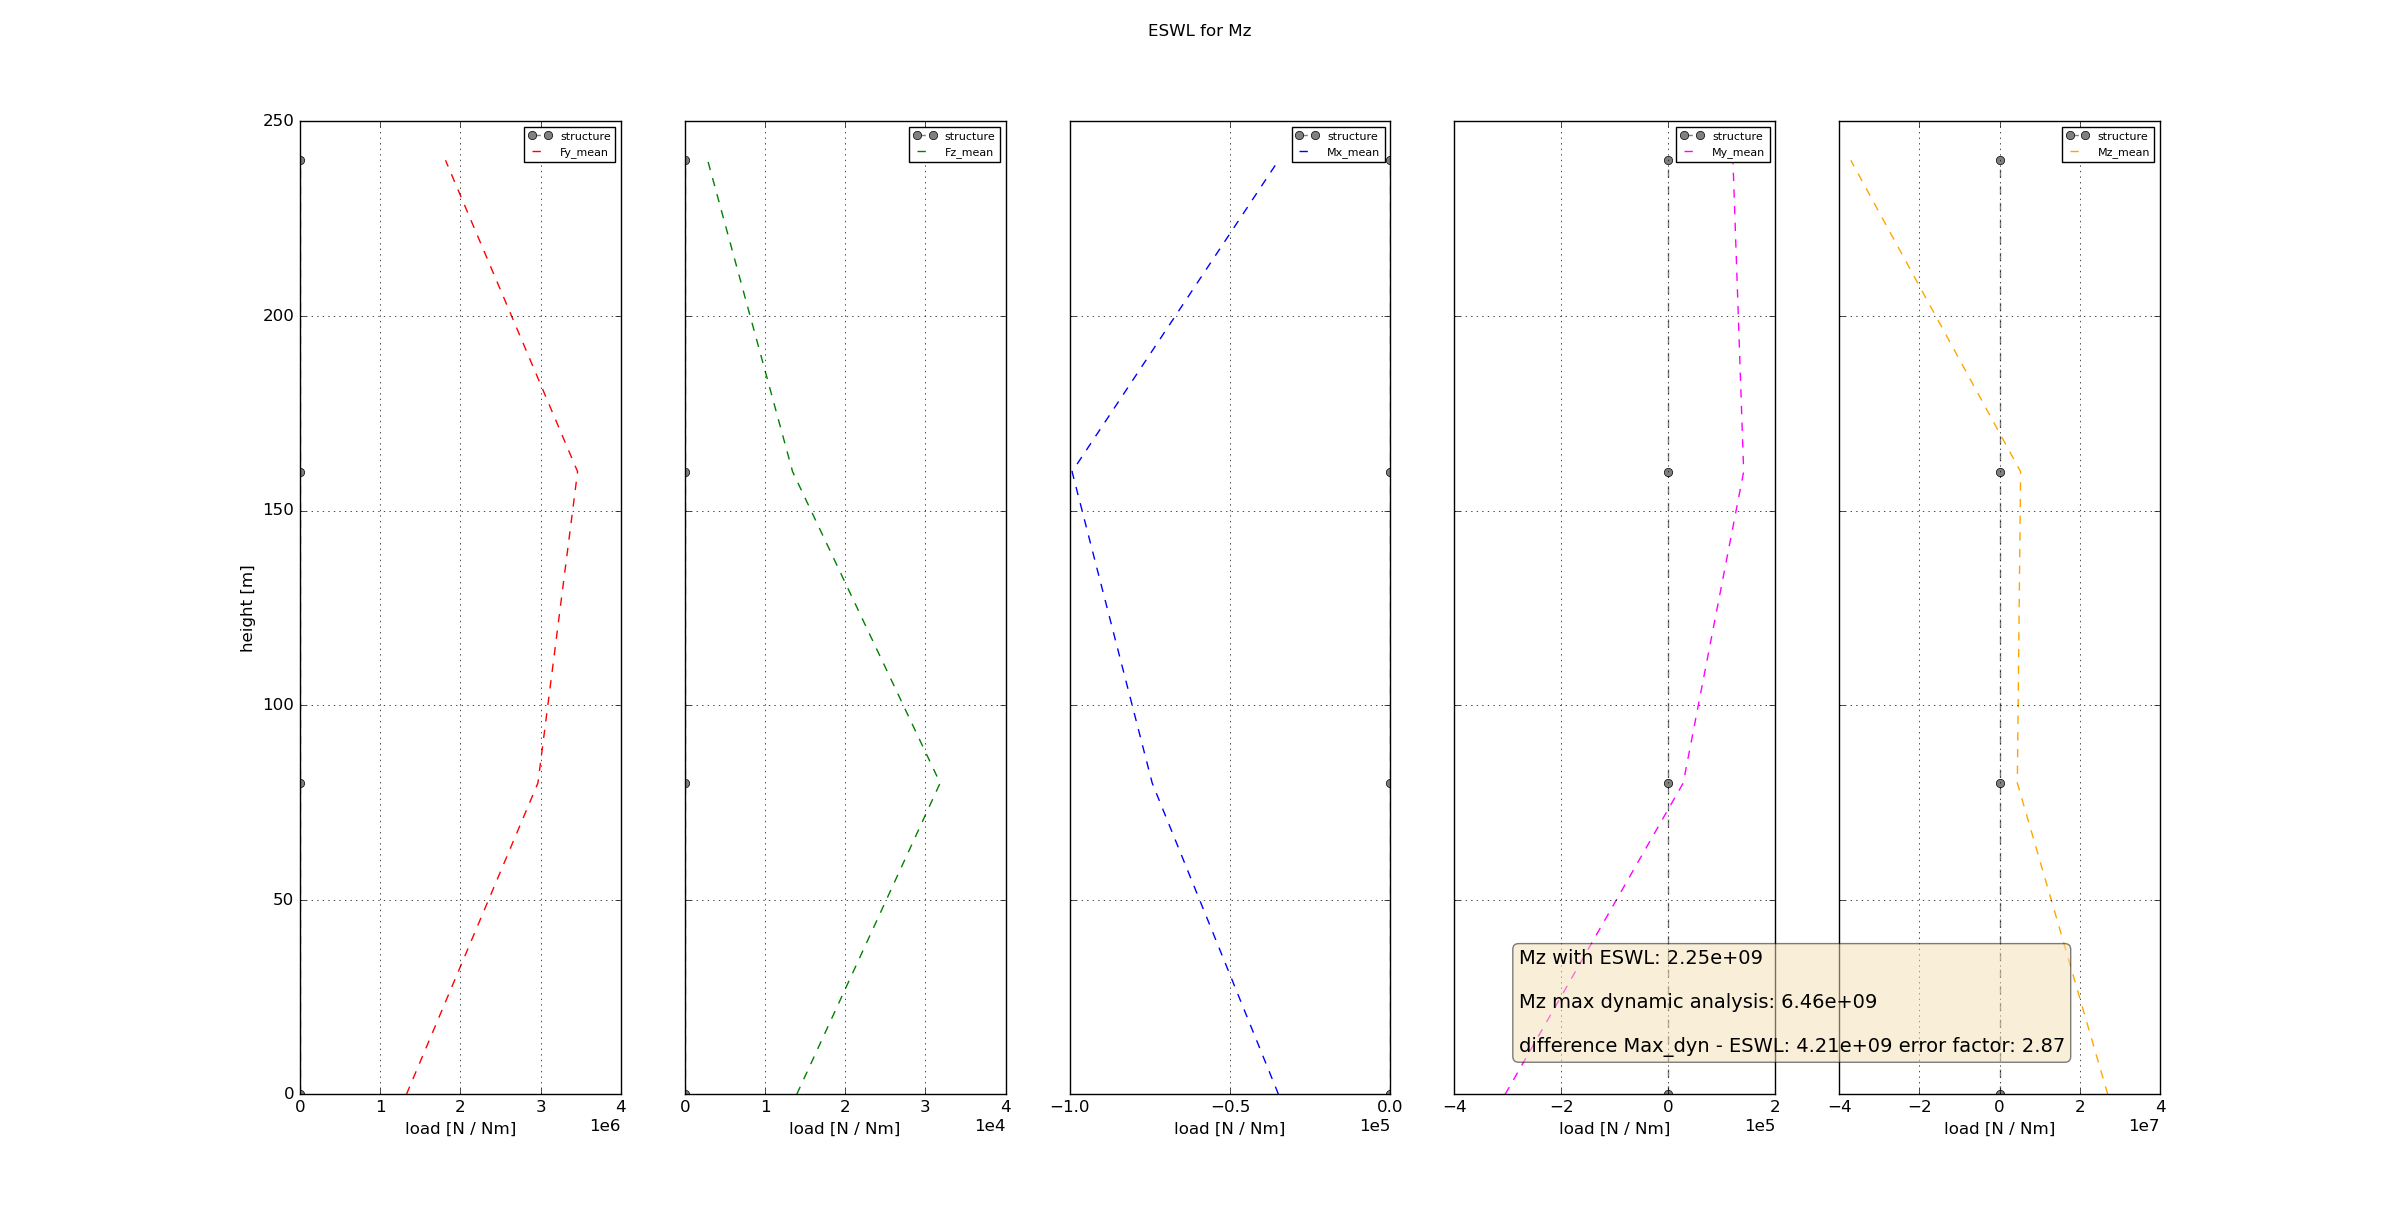 ESWL for Mz
250
200
150
100
50
0
height [m]
structure
Fy_mean
0 1 2 3 4
load [N / Nm] 1e6
structure
Fz_mean
0 1 2 3 4
load [N / Nm] 1e4
structure
Mx_mean
−1.0 −0.5 0.0
load [N / Nm] 1e5
structure
My_mean
−4 −2 0 2
load [N / Nm] 1e5
structure
Mz_mean
−4 −2 0 2 4
load [N / Nm] 1e7
Mz with ESWL: 2.25e+09
Mz max dynamic analysis: 6.46e+09
difference Max_dyn - ESWL: 4.21e+09 error factor: 2.87